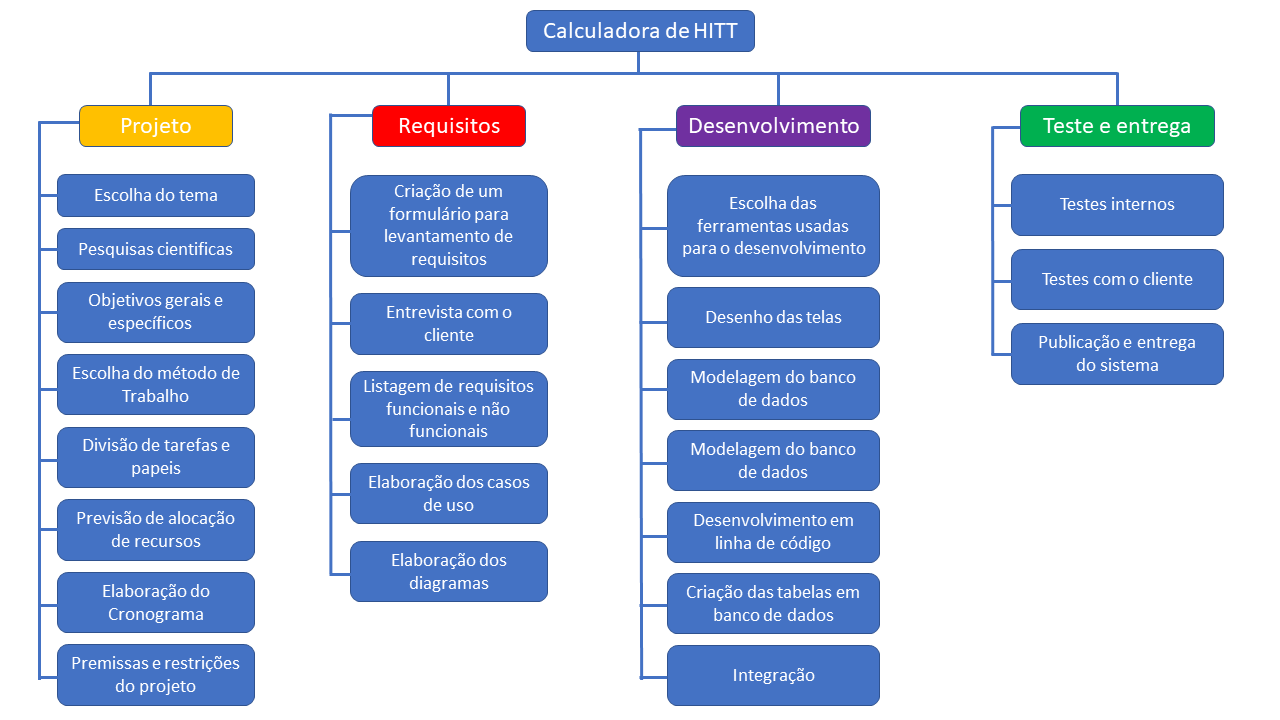 Calculadora de HITT
Projeto
Escolha do tema
Pesquisas cientificas
Objetivos gerais e
específicos
Escolha do método de
Trabalho
Divisão de tarefas e
papeis
Previsão de alocação
de recursos
Elaboração do
Cronograma
Premissas e restrições
do projeto
Requisitos
Criação de um
formulário para
levantamento de
requisitos
Entrevista com o
cliente
Listagem de requisitos
funcionais e não
funcionais
Elaboração dos casos
de uso
Elaboração dos
diagramas
Desenvolvimento
Escolha das
ferramentas usadas
para o desenvolvimento
Desenho das telas
Modelagem do banco
de dados
Modelagem do banco
de dados
Desenvolvimento em
linha de código
Criação das tabelas em
banco de dados
Integração
Teste e entrega
Testes internos
Testes com o cliente
Publicação e entrega
do sistema